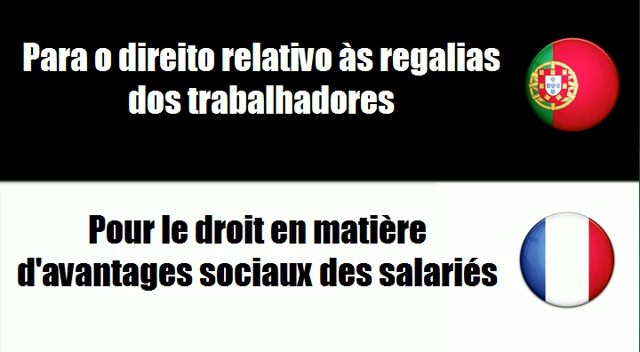 Para o direito relativo às regalias
dos trabalhadores
Pour le droit en matière
d'avantages sociaux des salariés